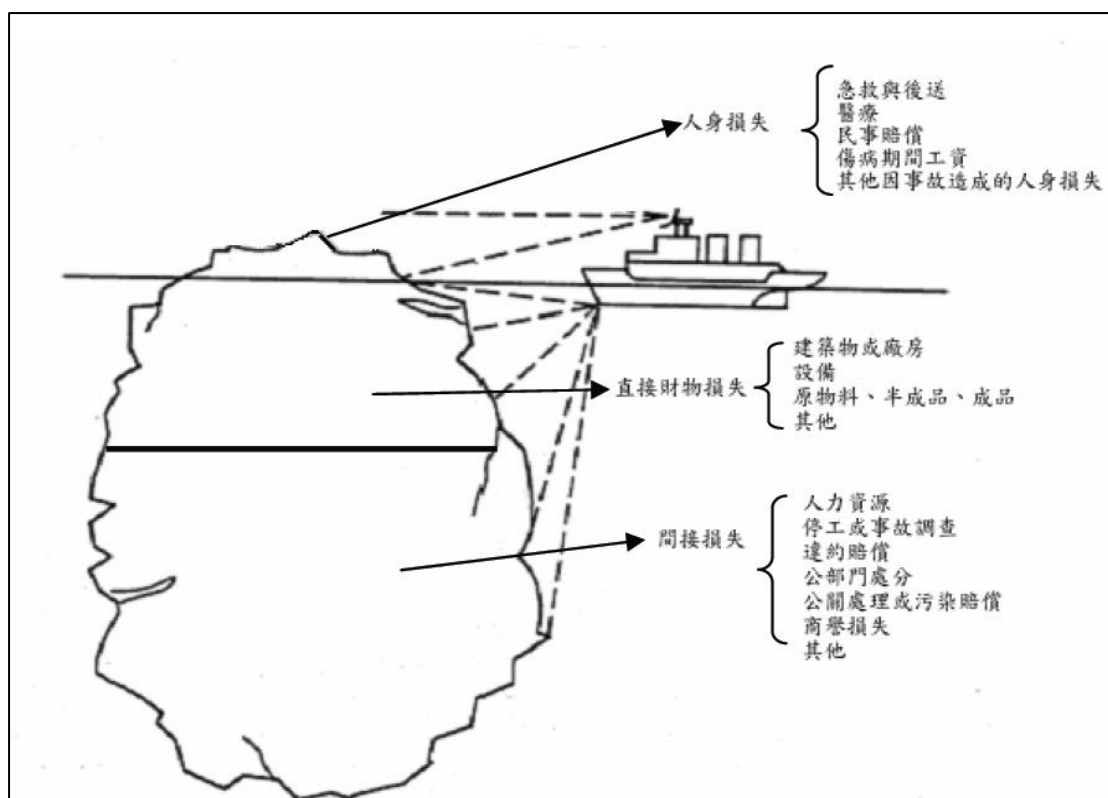 人身損失
急救與後送
醫療
民事賠償
傷病期間工資
其他因事故造成的人身損失
直接財物損失
建築物或廠房
設備
原物料、半成品、成品
其他
間接損失
人力資源
停工或事故調查
違約賠償
公部門處分
公關處理或污染賠償
商譽損失
其他